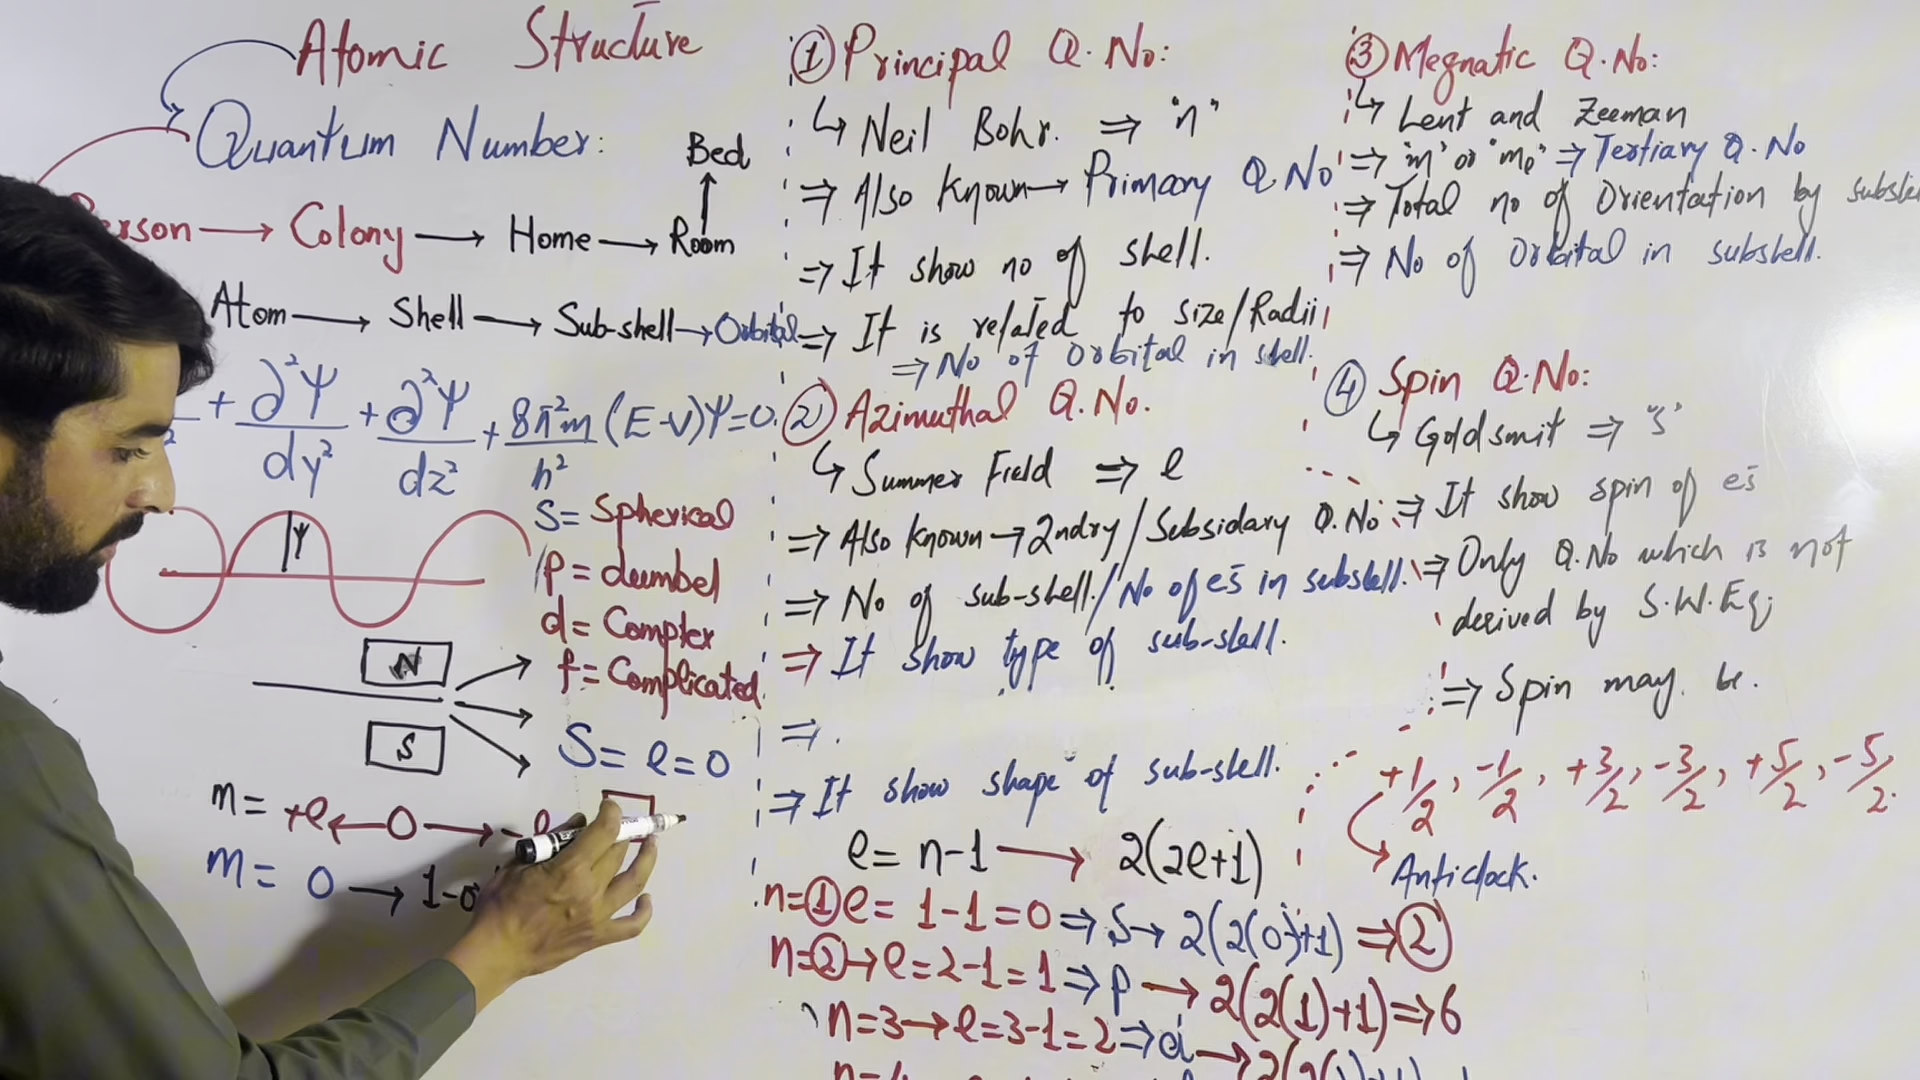 Atomic Structure
Quantum Number:
Bed
Person → Colony → Home → Room
Atom → Shell → Sub-shell → Orbital
+ ∂²Ψ/dy² + ∂²Ψ/dz² + 8π²m/h² (E-V)Ψ=0
Ψ
S= Spherical
P= dumbel
d= Complex
f= Complicated
N
S
S= l=0
m= +l ← 0 → -l
m= 0 → 1-0
① Principal Q.No:
↳ Neil Bohr. ⇒ "n"
⇒ Also Known → Primary Q.No
⇒ It show no of shell.
⇒ It is related to size/Radii
⇒ No of orbital in shell.
② Azimuthal Q.No.
↳ Summer Field ⇒ l
⇒ Also Known → 2ndry/Subsidary Q.No
⇒ No of sub-shell./No of es̄ in subshell.
⇒ It show type of sub-shell.
⇒ .
⇒ It show shape of sub-shell.
l= n-1 → 2(2l+1)
n=① l= 1-1=0 ⇒ S → 2(2(0)+1) ⇒ ②
n=② → l=2-1=1 ⇒ p → 2(2(1)+1) ⇒ 6
n=3 → l=3-1=2 ⇒ d →
③ Megnatic Q.No:
↳ Lent and Zeeman
⇒ "m" or "mℓ" ⇒ Tertiary Q.No
⇒ Total no of Orientation by
⇒ No of orbital in subshell.
④ Spin Q.No:
↳ Goldsmit ⇒ "S"
⇒ It show spin of es̄
⇒ Only Q.No which is not
derived by S.W.Eq;
⇒ Spin may be.
+1/2, -1/2, +3/2, -3/2, +5/2, -5/2.
Anticlock.